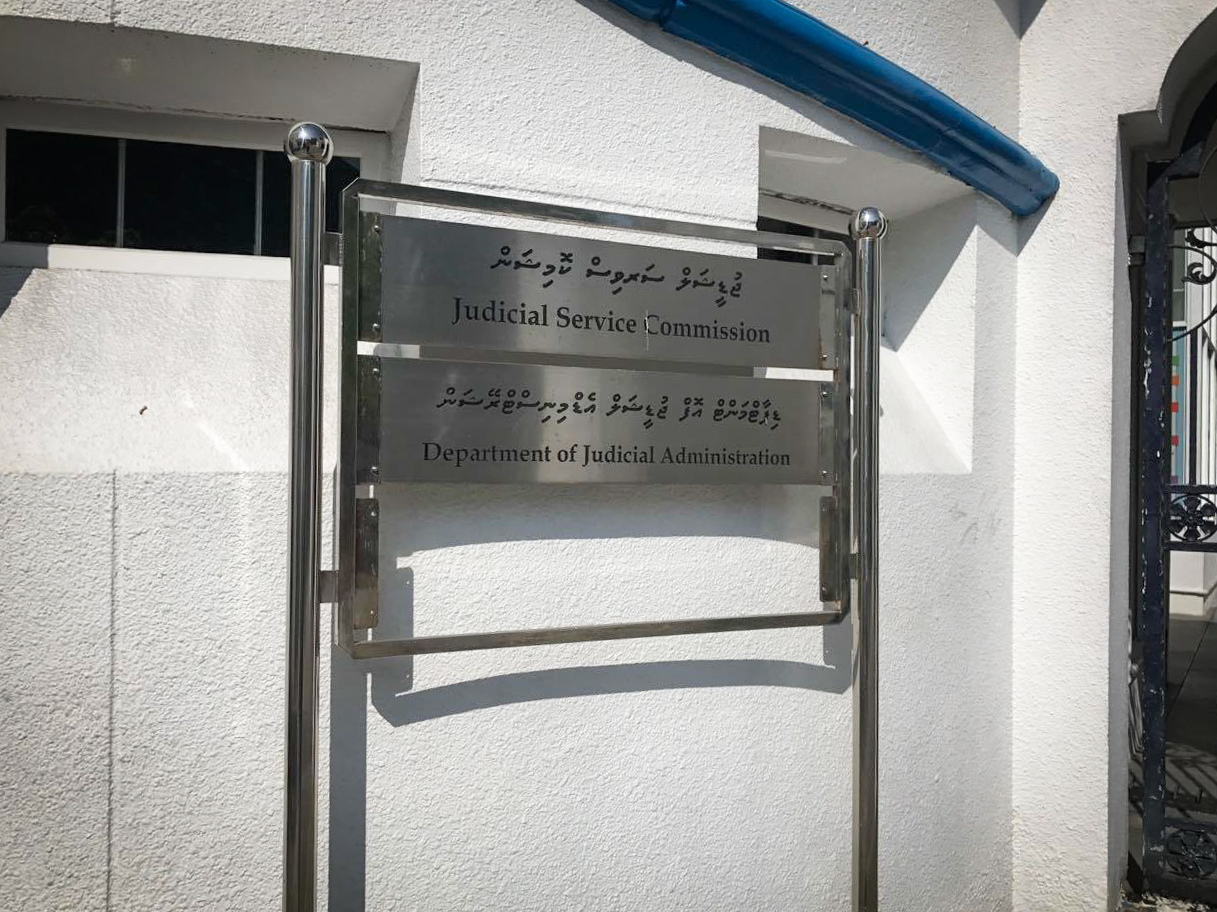 ޖުޑީޝަލް ސަރވިސް ކޮމިޝަން
Judicial Service Commission
ޑިޕާޓްމަންޓް އޮފް ޖުޑީޝަލް އެޑްމިނިސްޓްރޭޝަން
Department of Judicial Administration